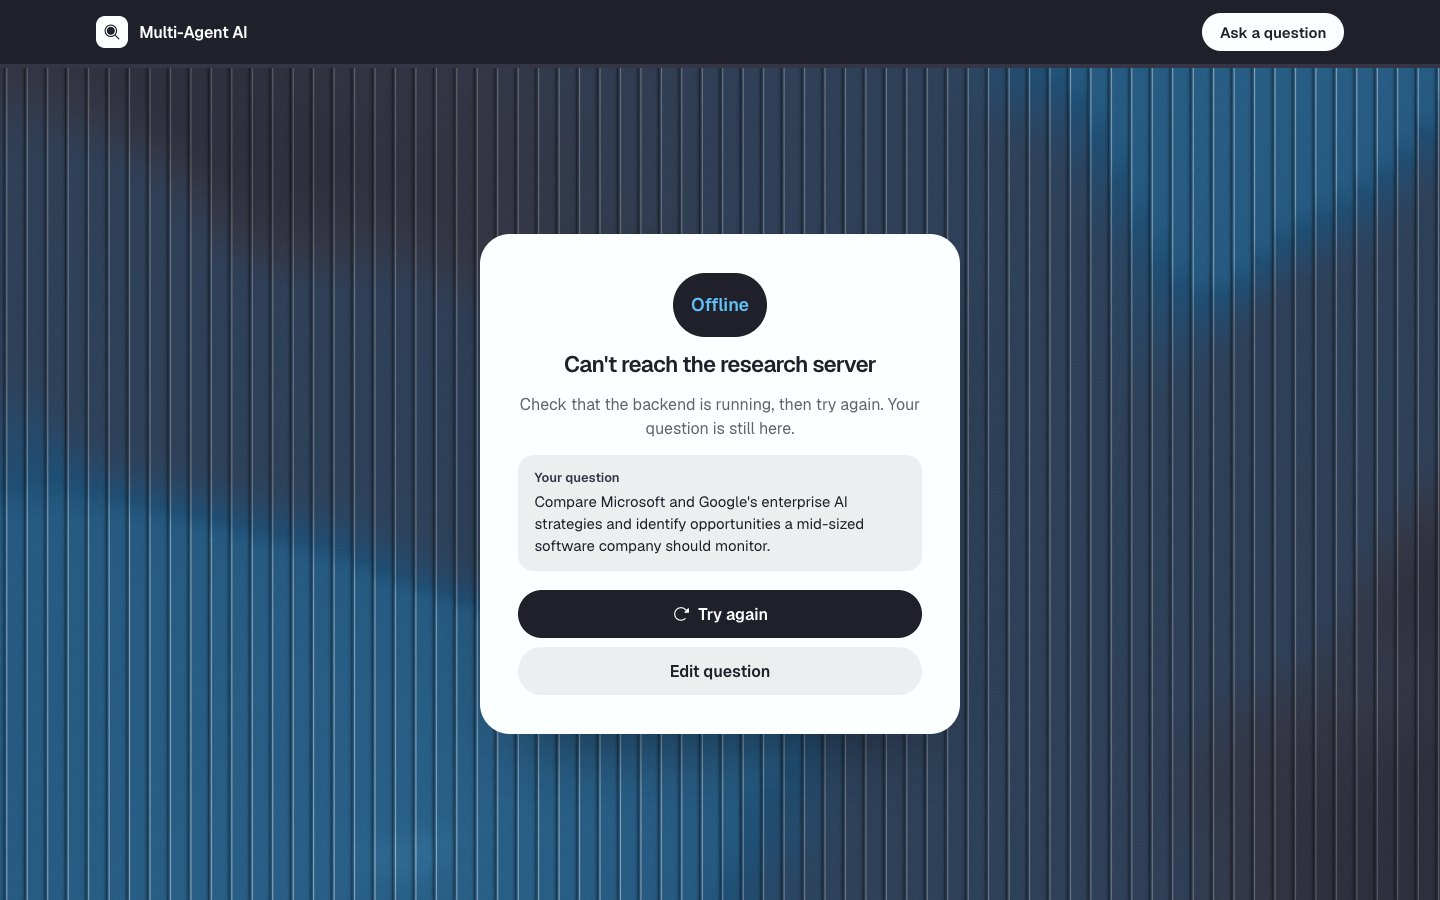 Multi-Agent AI
Ask a question
Offline
Can't reach the research server
Check that the backend is running, then try again. Your
question is still here.
Your question
Compare Microsoft and Google's enterprise AI
strategies and identify opportunities a mid-sized
software company should monitor.
Try again
Edit question